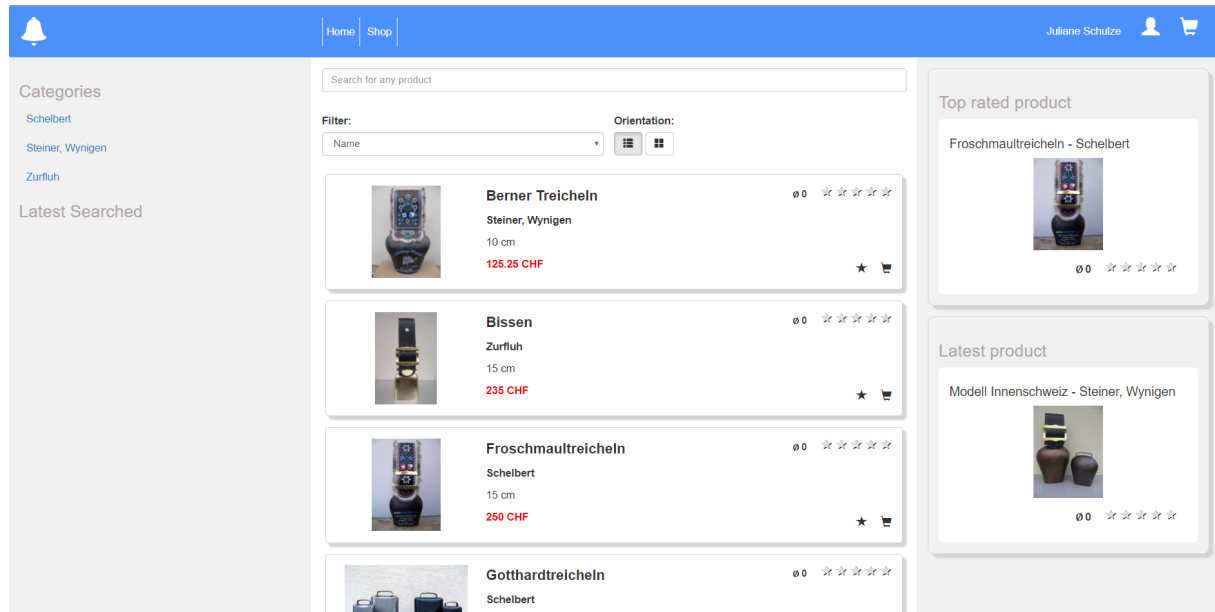 Home
Shop
Juliane Schulze
Categories
Schelbert
Steiner, Wynigen
Zurfluh
Latest Searched
Search for any product
Filter:
Orientation:
Name
Berner Treicheln
Steiner, Wynigen
10 cm
125.25 CHF
Ø 0
Bissen
Zurfluh
15 cm
235 CHF
Ø 0
Froschmaultreicheln
Schelbert
15 cm
250 CHF
Ø 0
Gotthardtreicheln
Schelbert
Ø 0
Top rated product
Froschmaultreicheln - Schelbert
Ø 0
Latest product
Modell Innenschweiz - Steiner, Wynigen
Ø 0